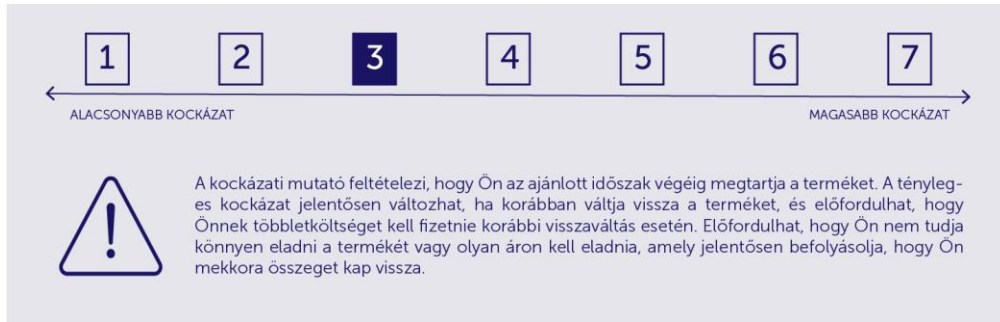 1 2 3 4 5 6 7
ALACSONYABB KOCKÁZAT MAGASABB KOCKÁZAT
A kockázati mutató feltételezi, hogy Ön az ajánlott időszak végéig megtartja a terméket. A tényleg-
es kockázat jelentősen változhat, ha korábban váltja vissza a terméket, és előfordulhat, hogy
Önnek többletköltséget kell fizetnie korábbi visszaváltás esetén. Előfordulhat, hogy Ön nem tudja
könnyen eladni a termékét vagy olyan áron kell eladnia, amely jelentősen befolyásolja, hogy Ön
mekkora összeget kap vissza.